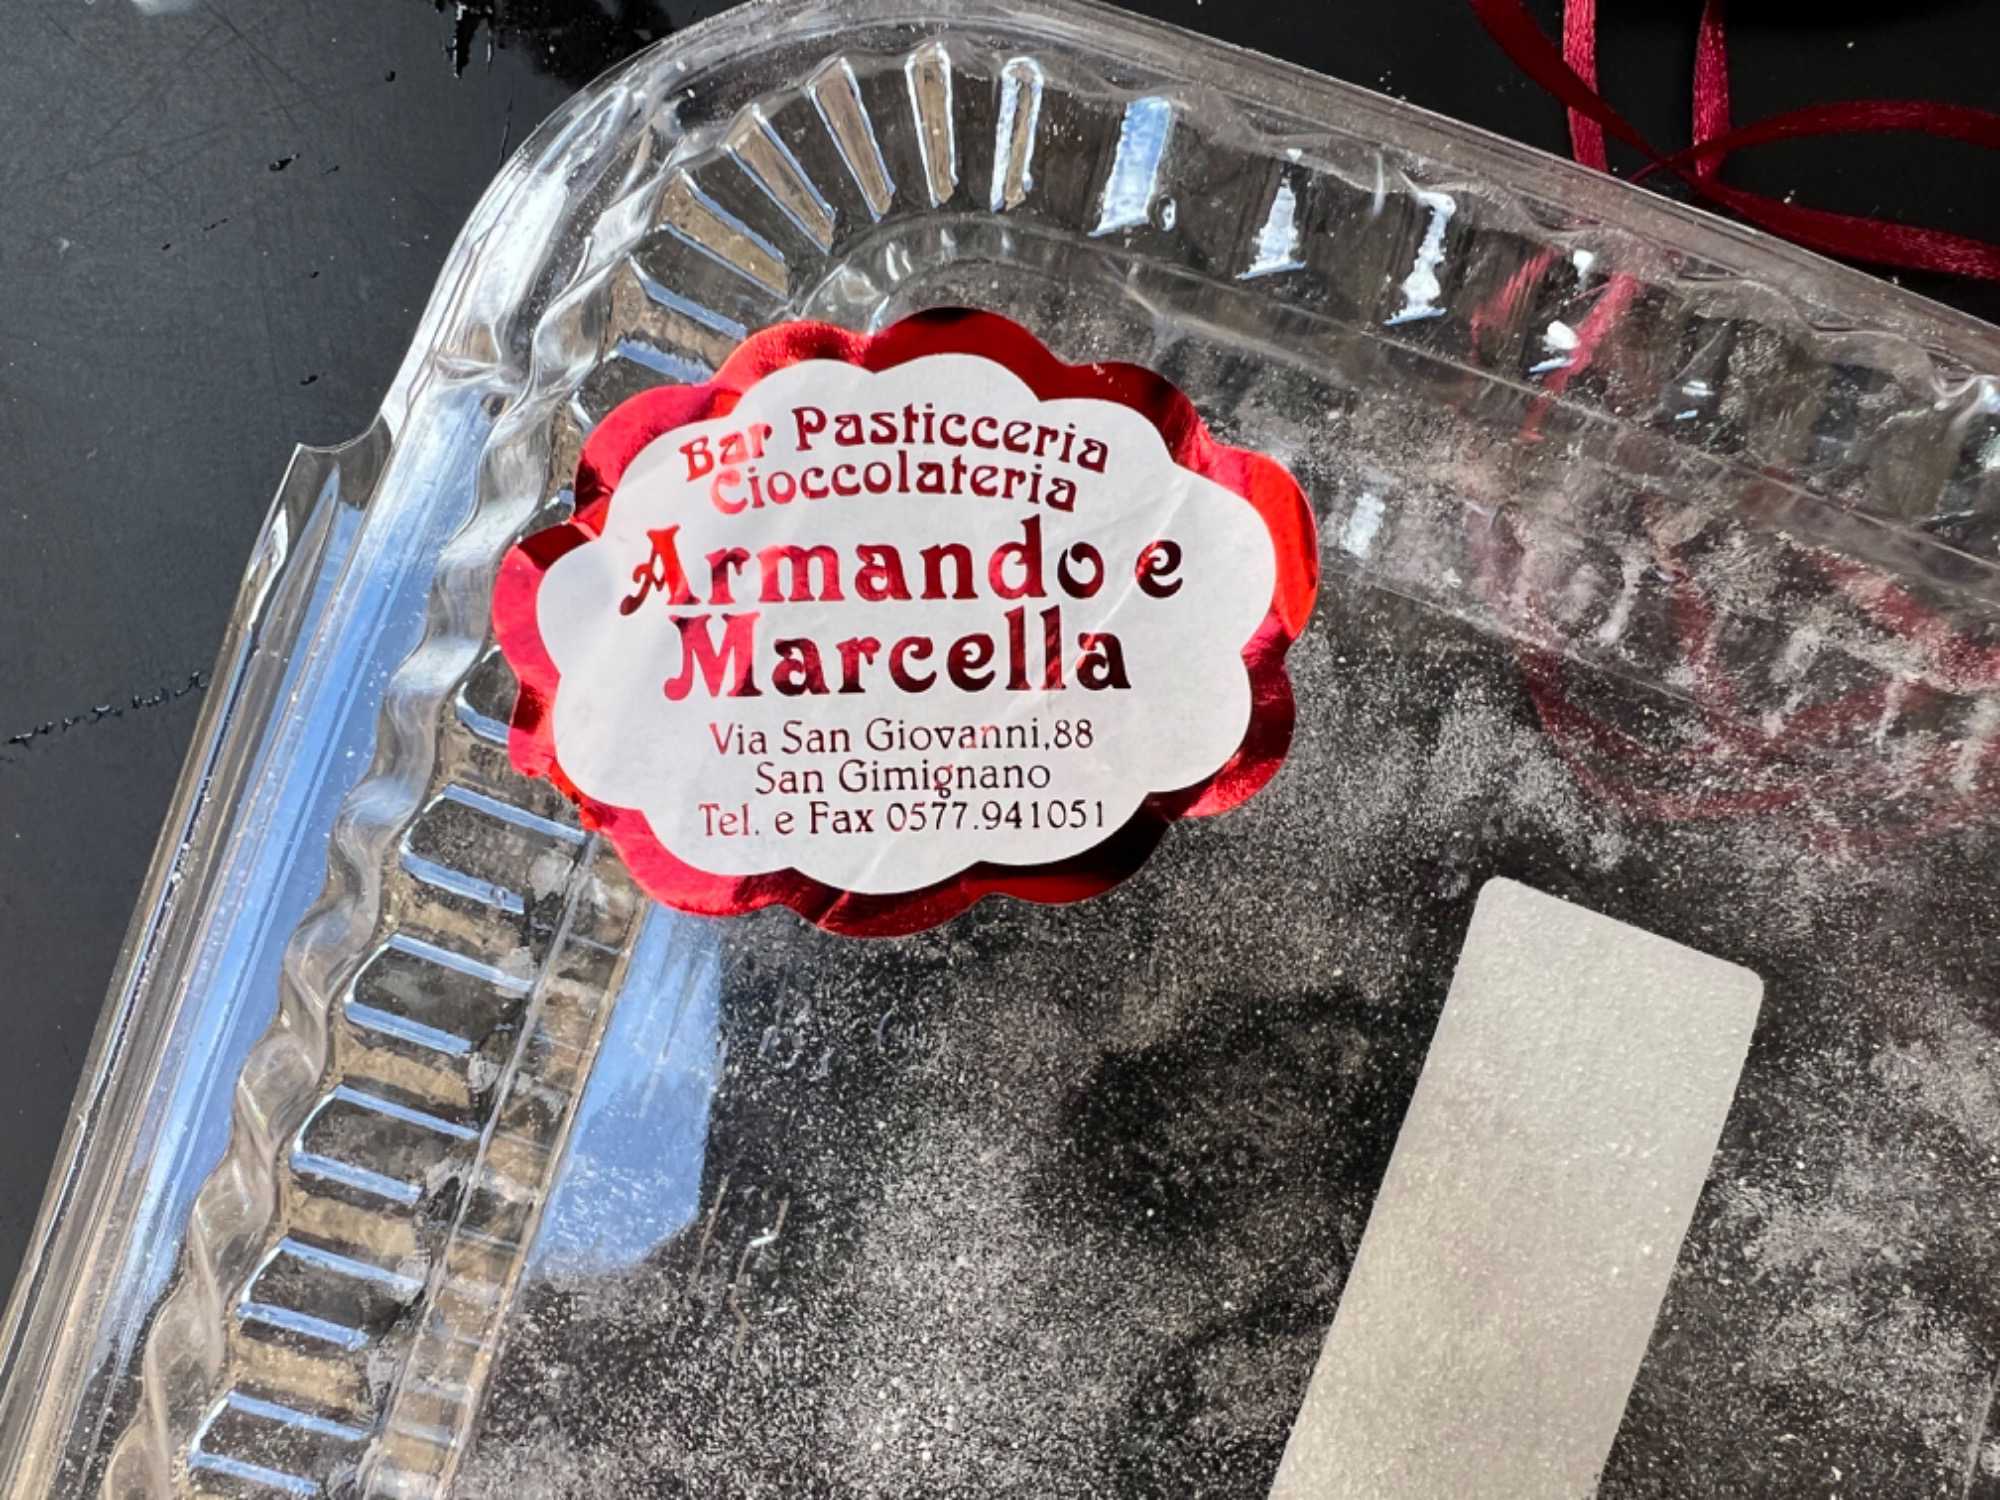 Bar Pasticceria
Cioccolateria
Armando e
Marcella
Via San Giovanni,88
San Gimignano
Tel. e Fax 0577.941051